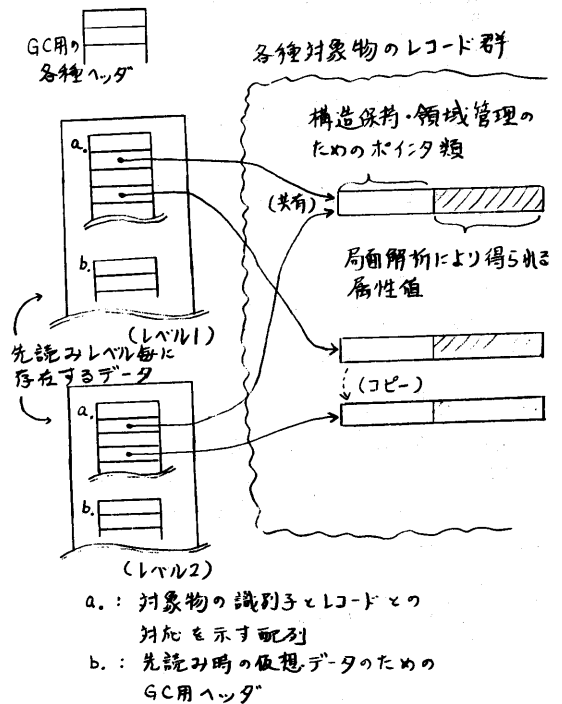 GC用の
各種ヘッダ
各種対象物のレコード群
構造保持・領域管理の
ためのポインタ類
a.
(共有)
局面解析により得られる
属性値
b.
(レベル1)
先読みレベル毎に
存在するデータ
(コピー)
a.
b.
(レベル2)
a.: 対象物の識別子とレコードとの
対応を示す配列
b.: 先読み時の仮想データのための
GC用ヘッダ